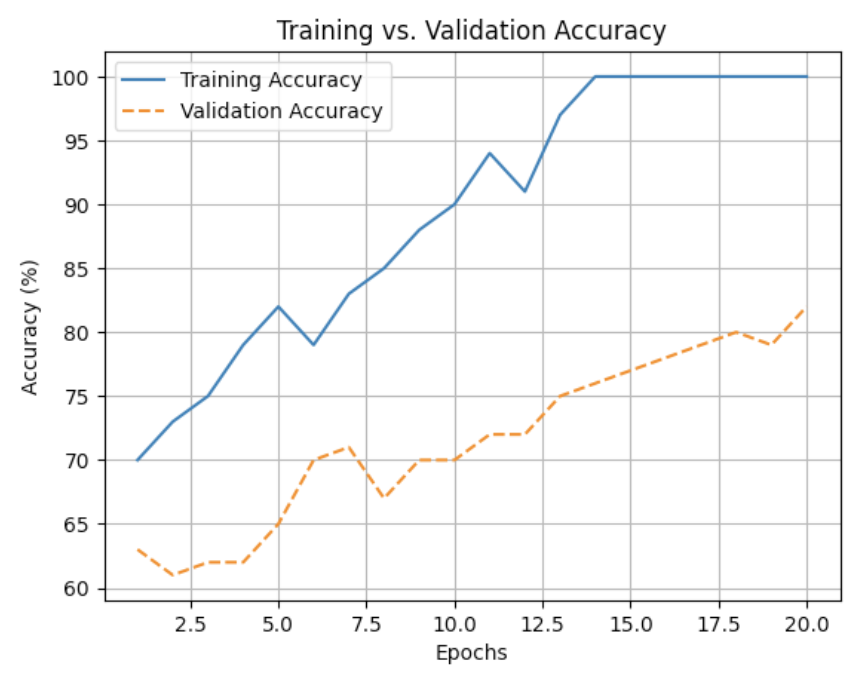 Training vs. Validation Accuracy
Training Accuracy
Validation Accuracy
Accuracy (%)
100
95
90
85
80
75
70
65
60
2.5 5.0 7.5 10.0 12.5 15.0 17.5 20.0
Epochs